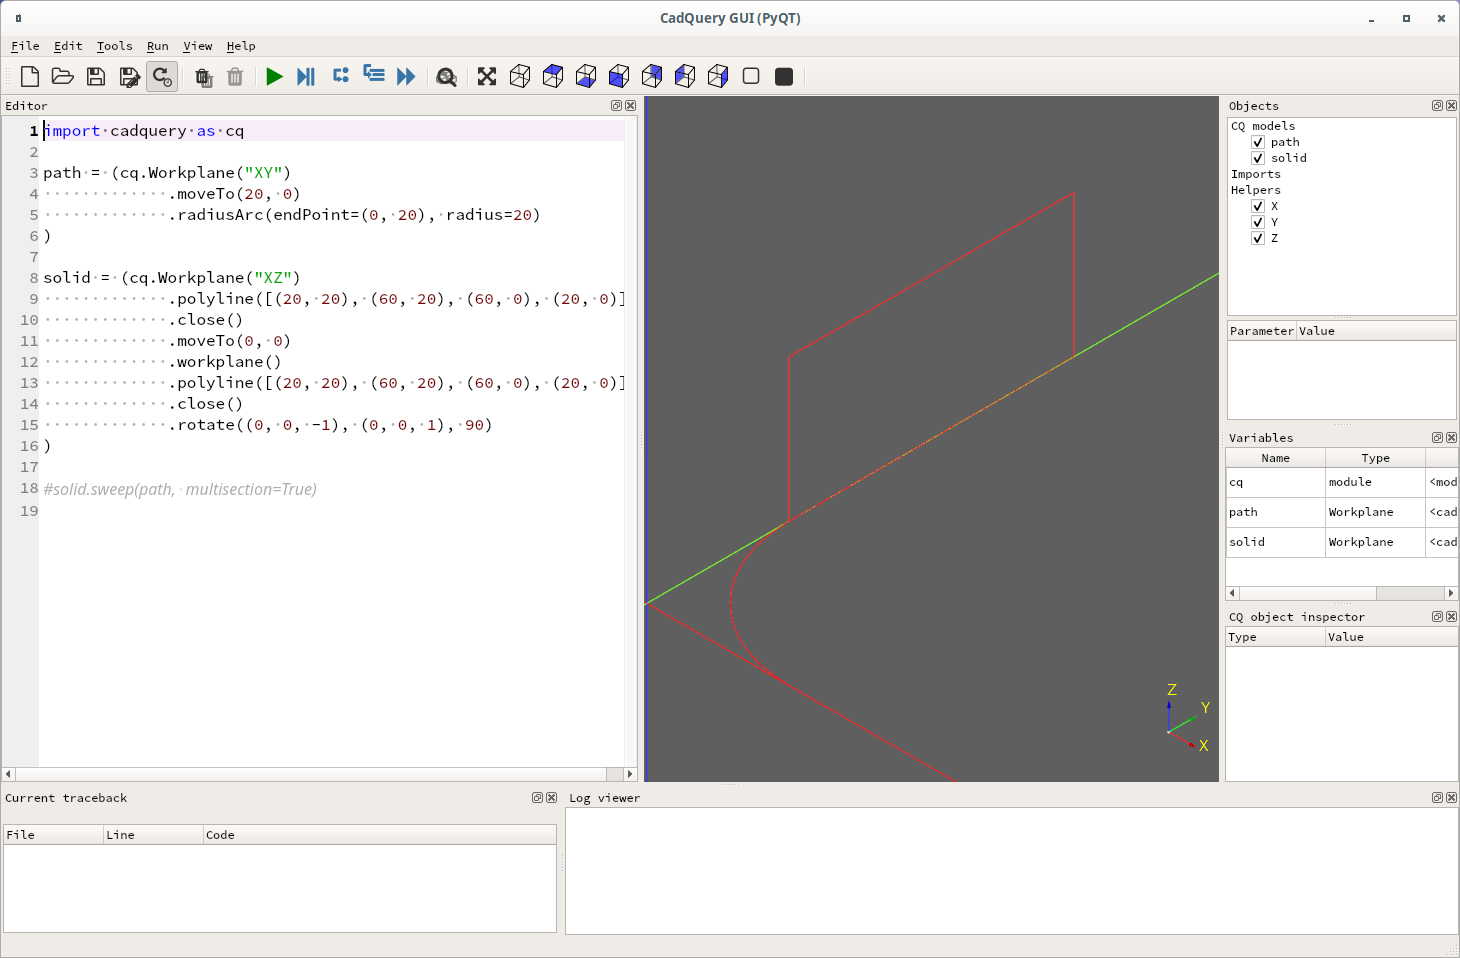 CadQuery GUI (PyQT)
File Edit Tools Run View Help
Editor
1 import cadquery as cq
2
3 path = (cq.Workplane("XY")
4 .moveTo(20, 0)
5 .radiusArc(endPoint=(0, 20), radius=20)
6 )
7
8 solid = (cq.Workplane("XZ")
9 .polyline([(20, 20), (60, 20), (60, 0), (20, 0)]
10 .close()
11 .moveTo(0, 0)
12 .workplane()
13 .polyline([(20, 20), (60, 20), (60, 0), (20, 0)]
14 .close()
15 .rotate((0, 0, -1), (0, 0, 1), 90)
16 )
17
18 #solid.sweep(path, multisection=True)
19
Z
Y
X
Objects
CQ models
path
solid
Imports
Helpers
X
Y
Z
Parameter Value
Variables
Name Type
cq module <mod
path Workplane <cad
solid Workplane <cad
CQ object inspector
Type Value
Current traceback
File Line Code
Log viewer